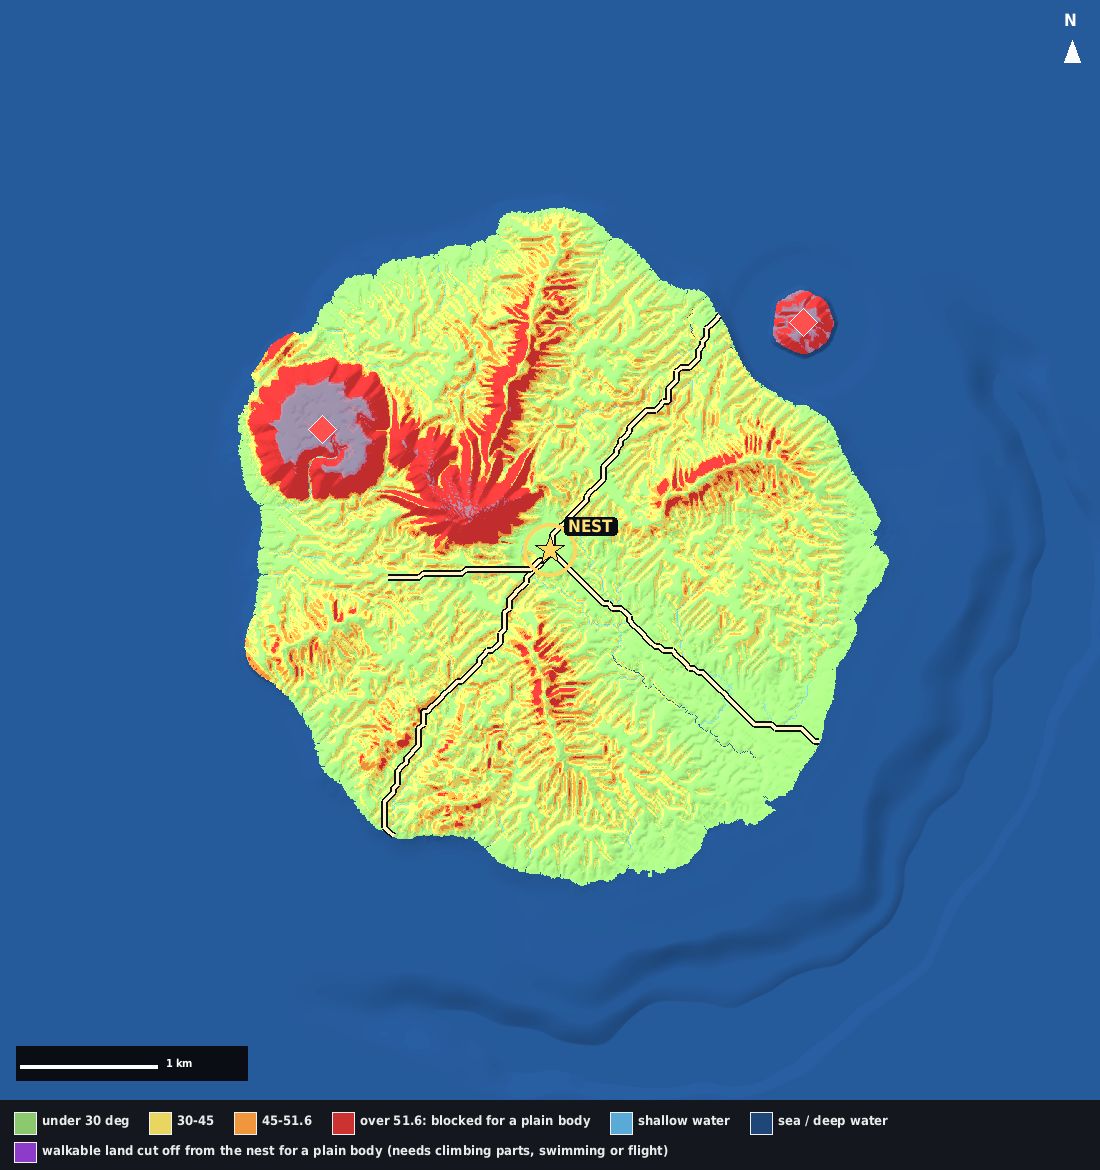 N
NEST
1 km
under 30 deg
30-45
45-51.6
over 51.6: blocked for a plain body
shallow water
sea / deep water
walkable land cut off from the nest for a plain body (needs climbing parts, swimming or flight)